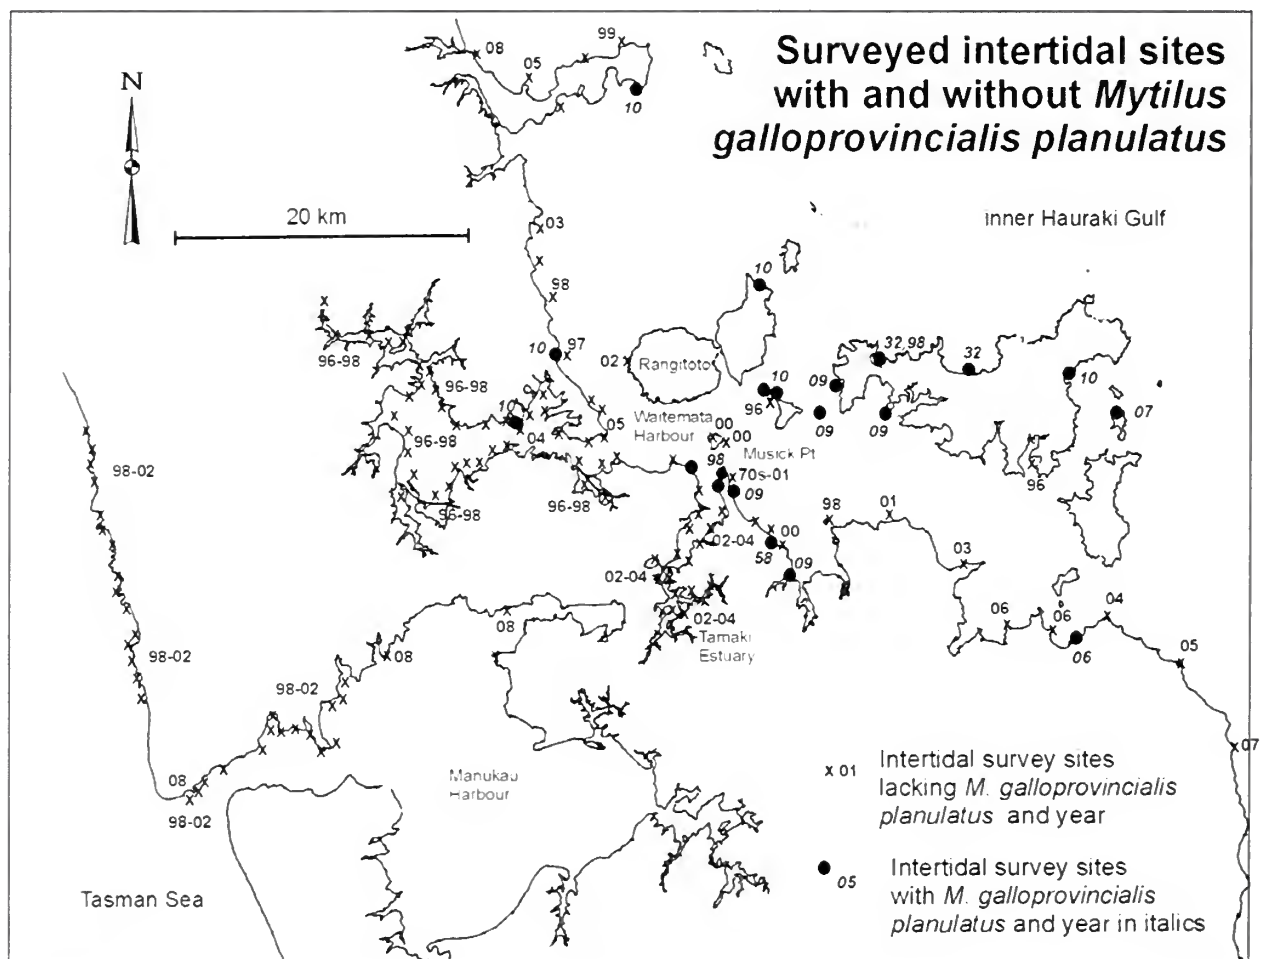 Surveyed intertidal sites
with and without Mytilus
galloprovincialis planulatus
N
20 km
inner Hauraki Gulf
08
05
99
10
03
98
10
97
02
Rangitoto
10
32,98
32
10
07
09
10
96
09
09
96-98
96-98
10
04
05
Waitemata
Harbour
00
00
Musick Pt
96-98
98
70s-01
09
96
96-98
96-98
98-02
98
01
00
02-04
58
09
03
02-04
02-04
Tamaki
Estuary
08
08
06
06
04
06
05
98-02
98-02
07
08
98-02
Manukau
Harbour
Tasman Sea
x 01
Intertidal survey sites
lacking M. galloprovincialis
planulatus and year
05
Intertidal survey sites
with M. galloprovincialis
planulatus and year in italics